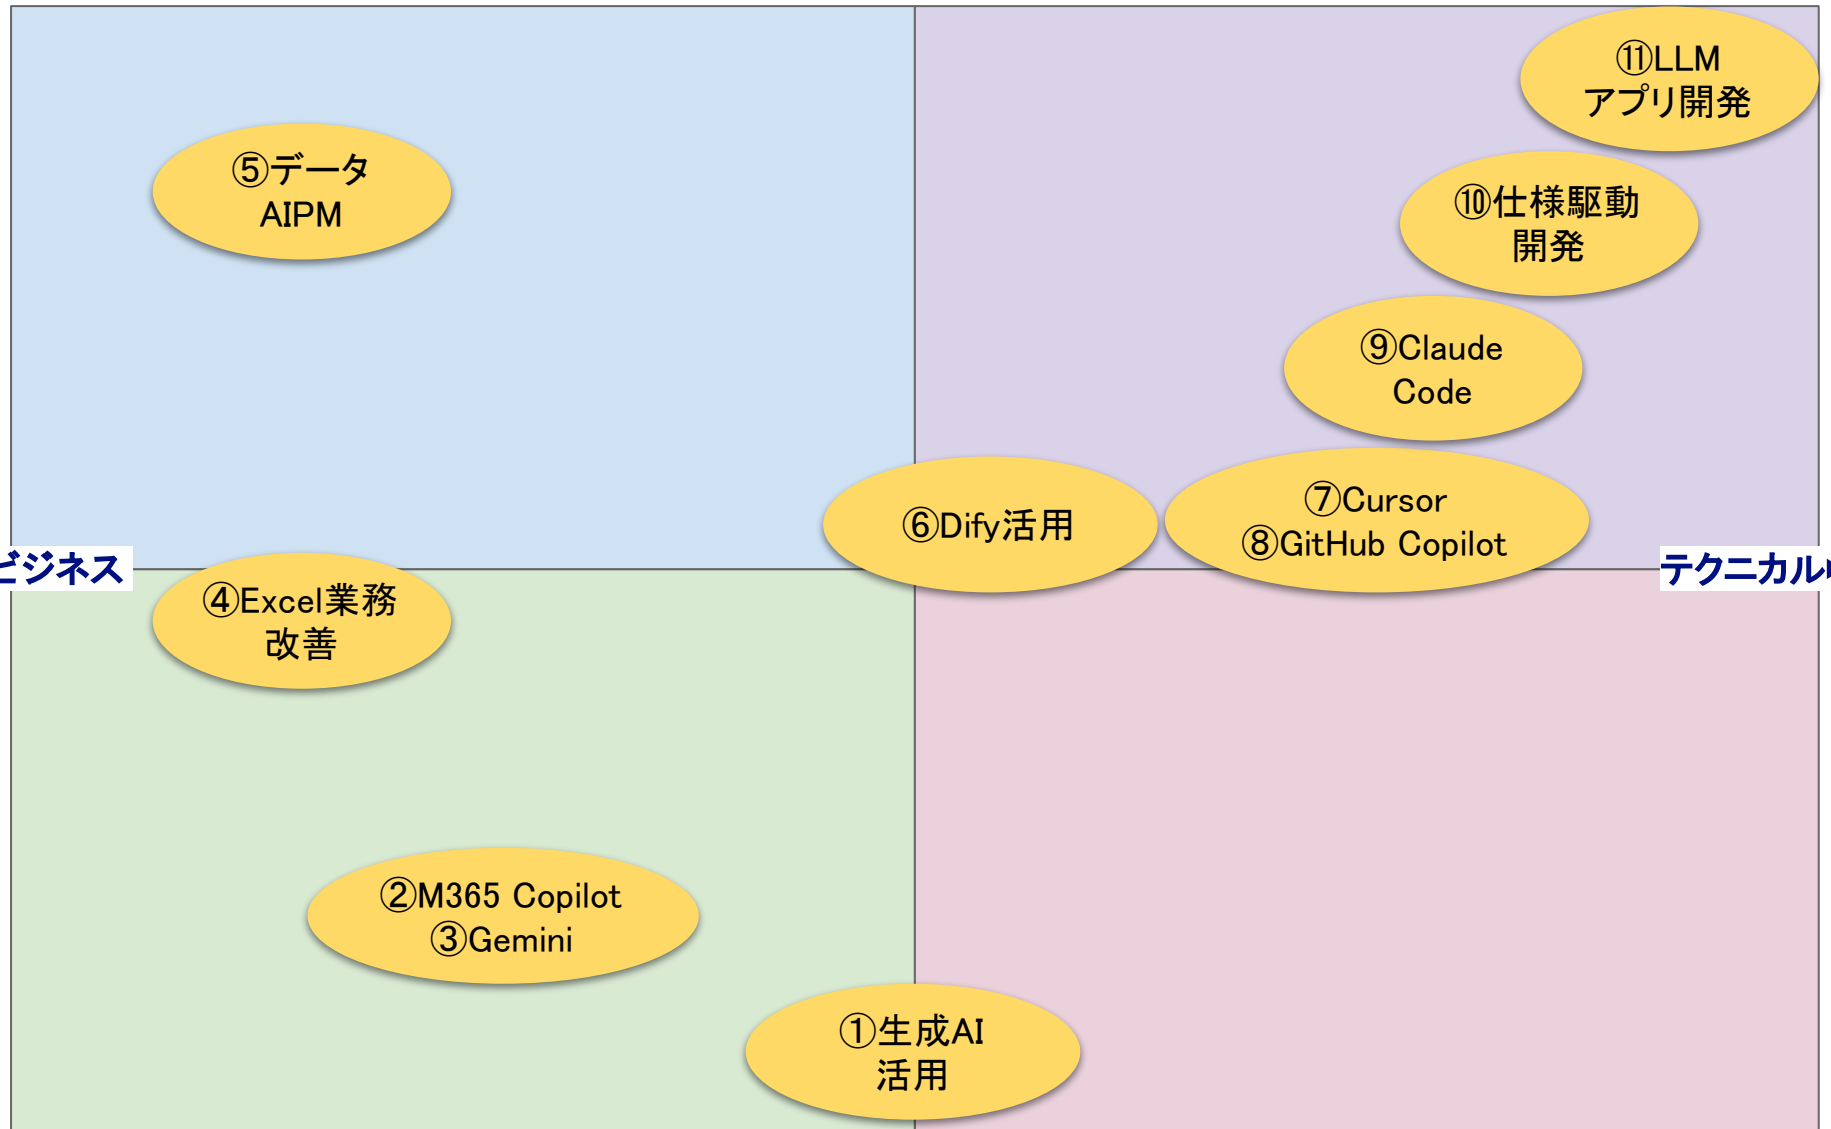 ⑪LLM
アプリ開発
⑤データ
AIPM
⑩仕様駆動
開発
⑨Claude
Code
⑥Dify活用
⑦Cursor
⑧GitHub Copilot
ビジネス
テクニカル
④Excel業務
改善
②M365 Copilot
③Gemini
①生成AI
活用